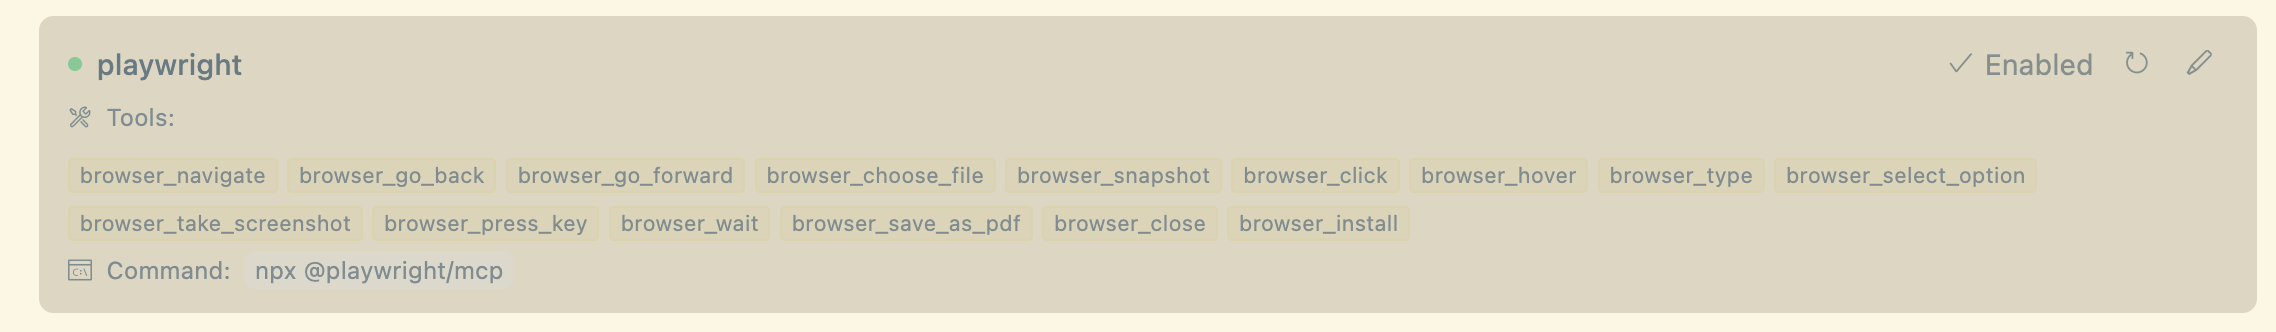 playwright
Enabled
Tools:
browser_navigate browser_go_back browser_go_forward browser_choose_file browser_snapshot browser_click browser_hover browser_type browser_select_option
browser_take_screenshot browser_press_key browser_wait browser_save_as_pdf browser_close browser_install
C:\ Command: npx @playwright/mcp